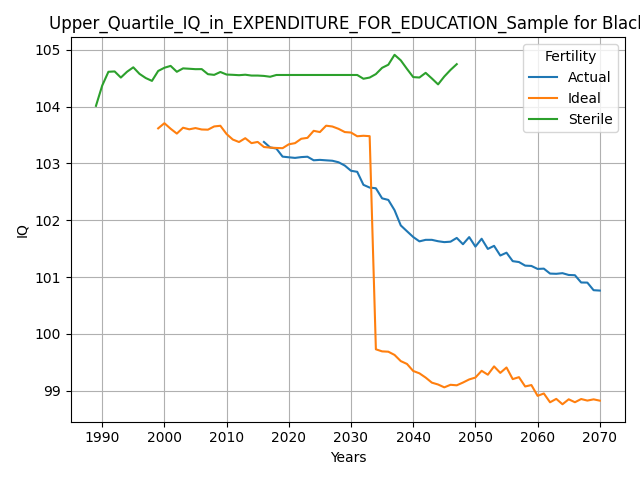 Upper_Quartile_IQ_in_EXPENDITURE_FOR_EDUCATION_Sample for Black
Fertility
Actual
Ideal
Sterile
IQ
105
104
103
102
101
100
99
1990 2000 2010 2020 2030 2040 2050 2060 2070
Years